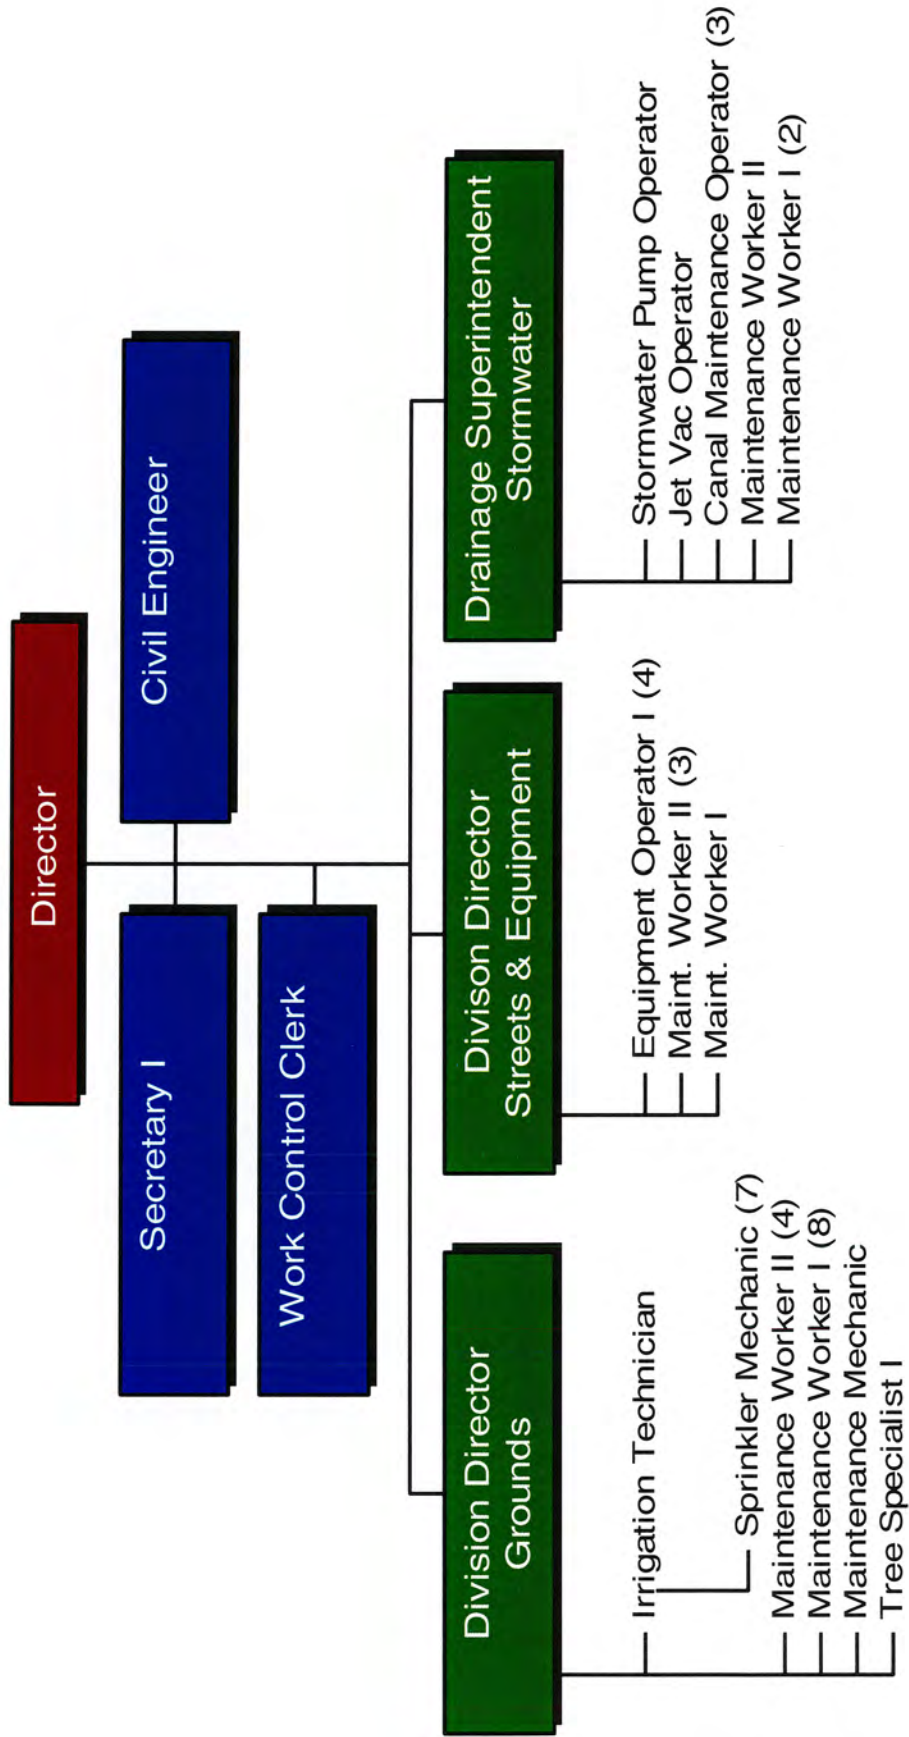 Director
Secretary I
Civil Engineer
Work Control Clerk
Division Director
Grounds
Irrigation Technician
Sprinkler Mechanic (7)
Maintenance Worker II (4)
Maintenance Worker I (8)
Maintenance Mechanic
Tree Specialist I
Divison Director
Streets & Equipment
Equipment Operator I (4)
Maint. Worker II (3)
Maint. Worker I
Drainage Superintendent
Stormwater
Stormwater Pump Operator
Jet Vac Operator
Canal Maintenance Operator (3)
Maintenance Worker II
Maintenance Worker I (2)